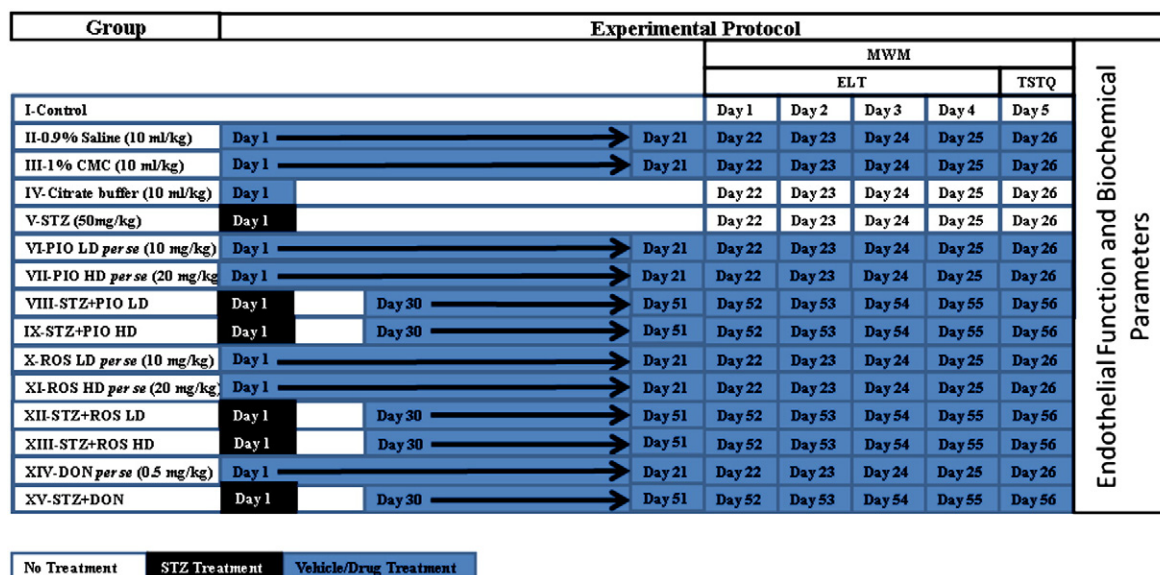 Group Experimental Protocol
MWM
ELT TSTQ
I-Control Day 1 Day 2 Day 3 Day 4 Day 5
II-0.9% Saline (10 ml/kg) Day 1 Day 21 Day 22 Day 23 Day 24 Day 25 Day 26
III-1% CMC (10 ml/kg) Day 1 Day 21 Day 22 Day 23 Day 24 Day 25 Day 26
IV-Citrate buffer (10 ml/kg) Day 1 Day 22 Day 23 Day 24 Day 25 Day 26
V-STZ (50mg/kg) Day 1 Day 22 Day 23 Day 24 Day 25 Day 26
VI-PIO LD per se (10 mg/kg) Day 1 Day 21 Day 22 Day 23 Day 24 Day 25 Day 26
VII-PIO HD per se (20 mg/kg Day 1 Day 21 Day 22 Day 23 Day 24 Day 25 Day 26
VIII-STZ+PIO LD Day 1 Day 30 Day 51 Day 52 Day 53 Day 54 Day 55 Day 56
IX-STZ+PIO HD Day 1 Day 30 Day 51 Day 52 Day 53 Day 54 Day 55 Day 56
X-ROS LD per se (10 mg/kg) Day 1 Day 21 Day 22 Day 23 Day 24 Day 25 Day 26
XI-ROS HD per se (20 mg/kg) Day 1 Day 21 Day 22 Day 23 Day 24 Day 25 Day 26
XII-STZ+ROS LD Day 1 Day 30 Day 51 Day 52 Day 53 Day 54 Day 55 Day 56
XIII-STZ+ROS HD Day 1 Day 30 Day 51 Day 52 Day 53 Day 54 Day 55 Day 56
XIV-DON per se (0.5 mg/kg) Day 1 Day 21 Day 22 Day 23 Day 24 Day 25 Day 26
XV-STZ+DON Day 1 Day 30 Day 51 Day 52 Day 53 Day 54 Day 55 Day 56
Endothelial Function and Biochemical
Parameters
No Treatment STZ Treatment Vehicle/Drug Treatment